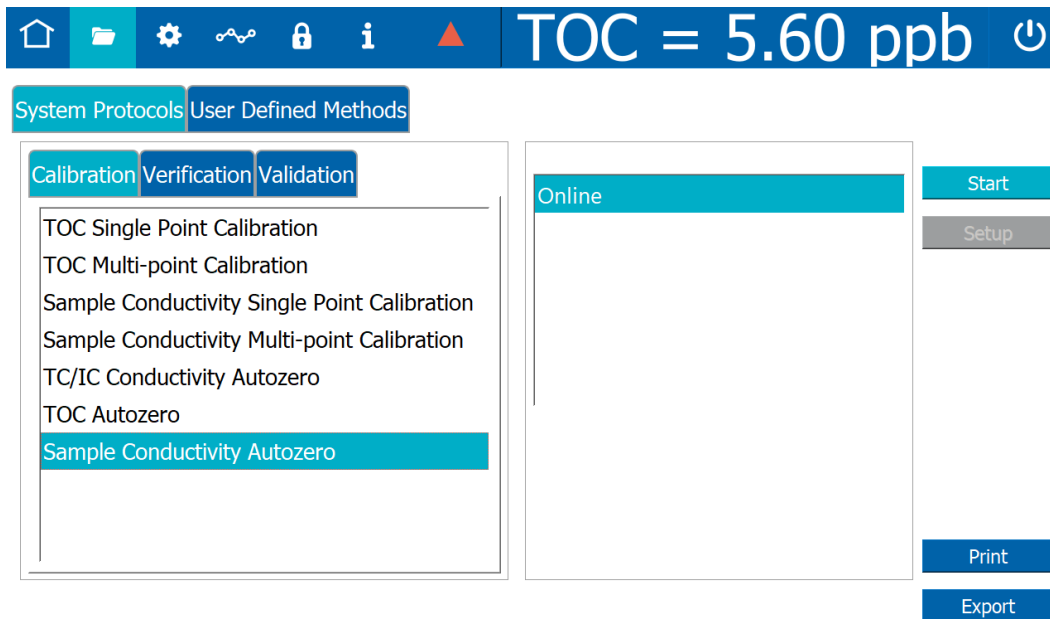 TOC = 5.60 ppb
System Protocols User Defined Methods
Calibration Verification Validation
TOC Single Point Calibration
TOC Multi-point Calibration
Sample Conductivity Single Point Calibration
Sample Conductivity Multi-point Calibration
TC/IC Conductivity Autozero
TOC Autozero
Sample Conductivity Autozero
Online
Start
Setup
Print
Export